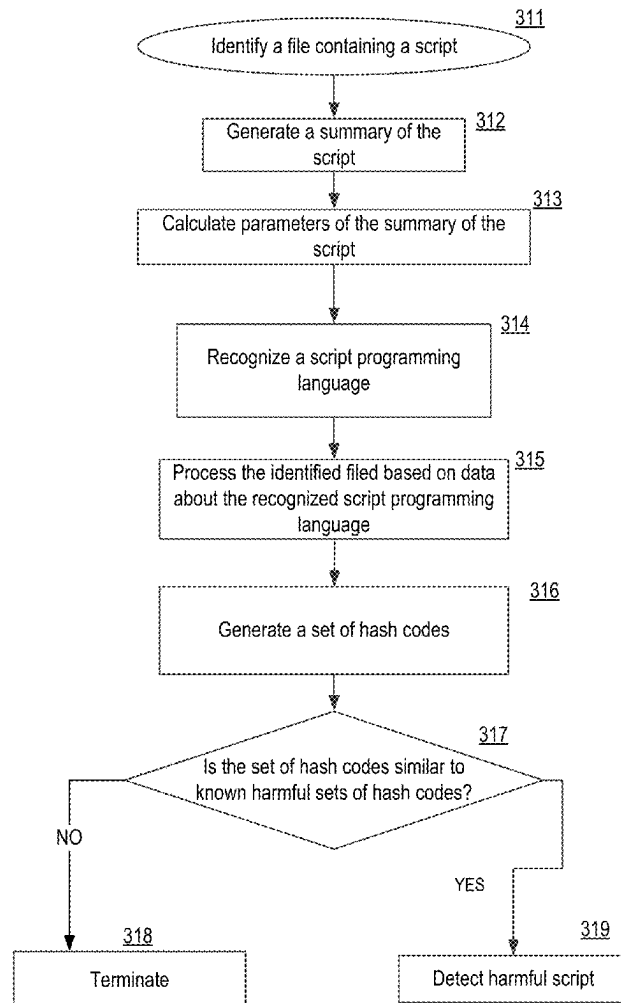 311
Identify a file containing a script
312
Generate a summary of the
script
313
Calculate parameters of the summary of the
script
314
Recognize a script programming
language
315
Process the identified filed based on data
about the recognized script programming
language
316
Generate a set of hash codes
317
Is the set of hash codes similar to
known harmful sets of hash codes?
NO
YES
318
Terminate
319
Detect harmful script